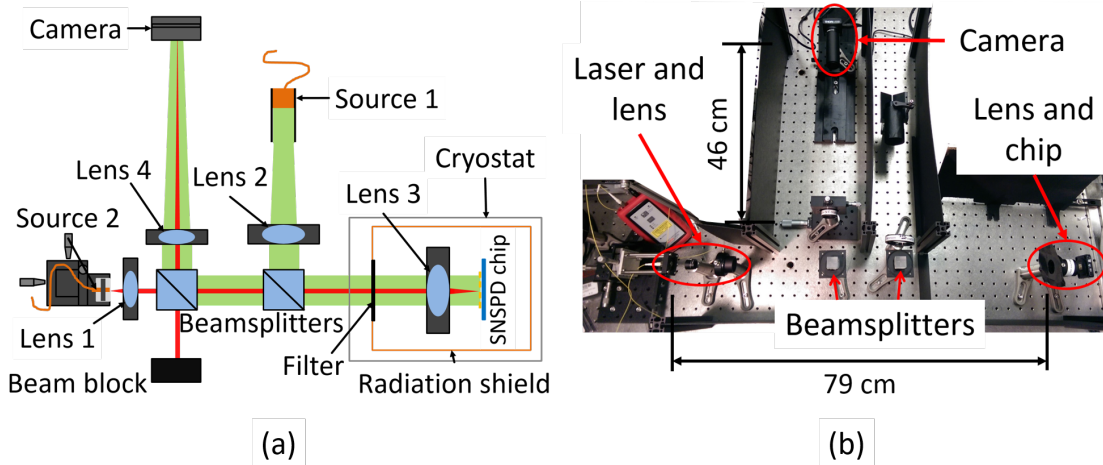 Camera
Source 1
Lens 4
Lens 2
Cryostat
Source 2
Lens 3
SNSPD chip
Lens 1
Beamsplitters
Filter
Beam block
Radiation shield
(a)
Laser and
lens
46 cm
Camera
Lens and
chip
Beamsplitters
79 cm
(b)